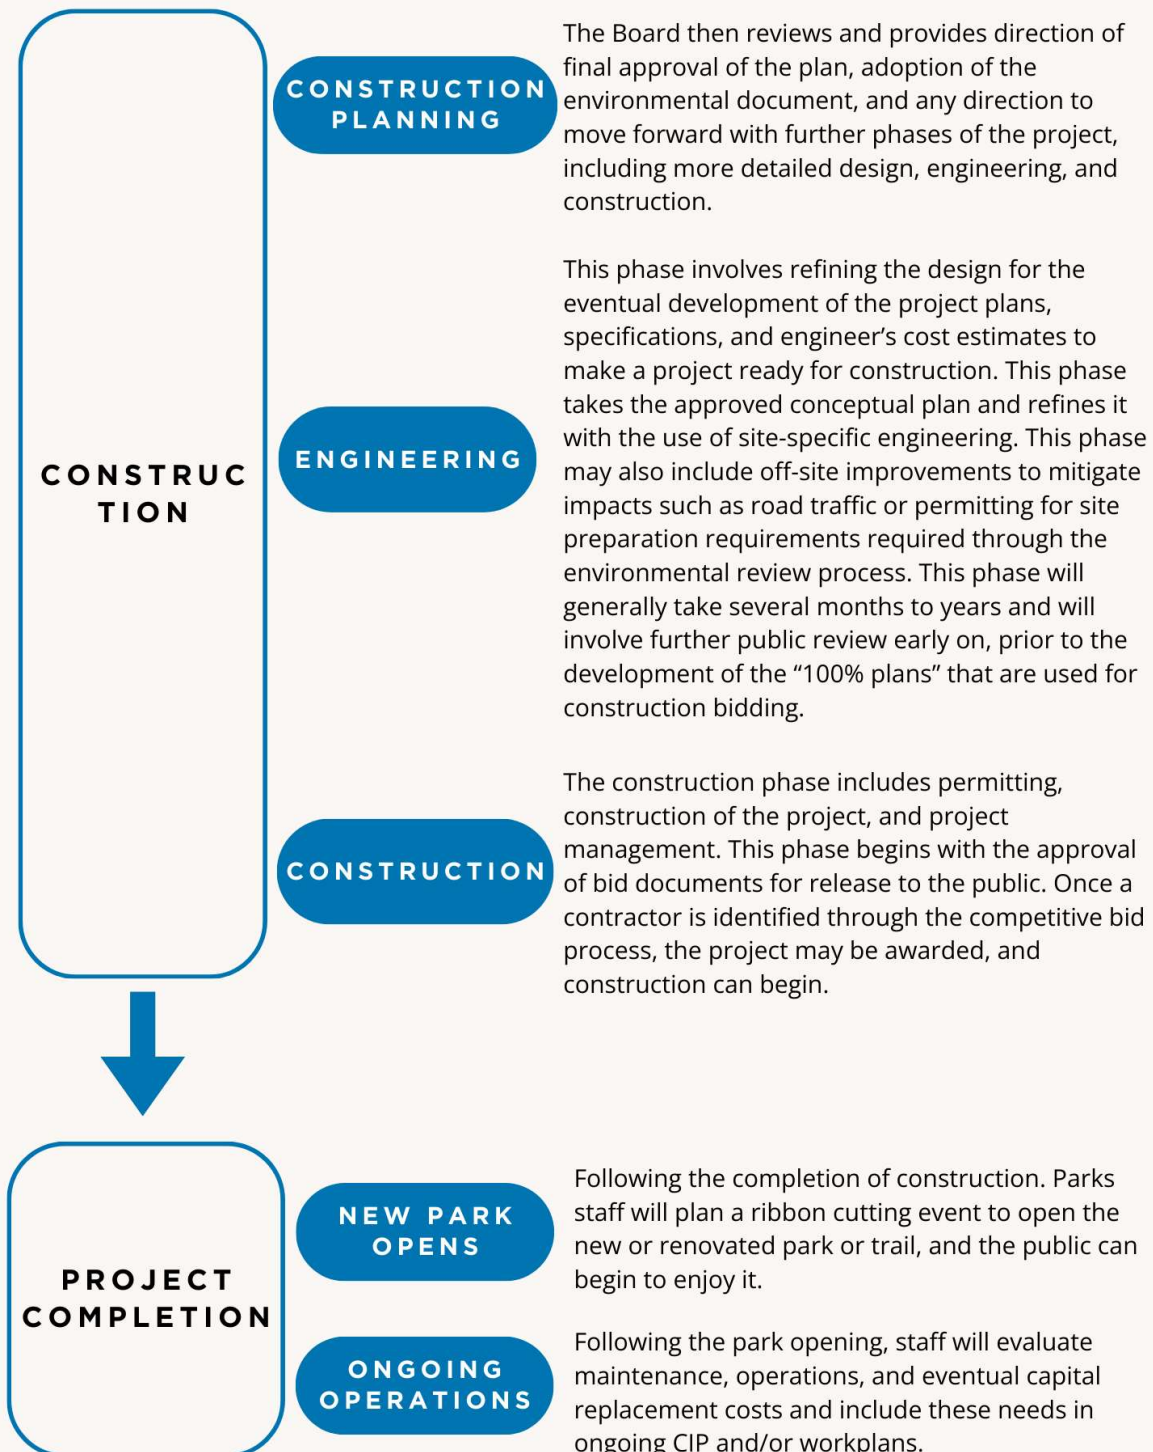 CONSTRUCTION
PLANNING
The Board then reviews and provides direction of
final approval of the plan, adoption of the
environmental document, and any direction to
move forward with further phases of the project,
including more detailed design, engineering, and
construction.
CONSTRUC
TION
ENGINEERING
This phase involves refining the design for the
eventual development of the project plans,
specifications, and engineer’s cost estimates to
make a project ready for construction. This phase
takes the approved conceptual plan and refines it
with the use of site-specific engineering. This phase
may also include off-site improvements to mitigate
impacts such as road traffic or permitting for site
preparation requirements required through the
environmental review process. This phase will
generally take several months to years and will
involve further public review early on, prior to the
development of the “100% plans” that are used for
construction bidding.
CONSTRUCTION
The construction phase includes permitting,
construction of the project, and project
management. This phase begins with the approval
of bid documents for release to the public. Once a
contractor is identified through the competitive bid
process, the project may be awarded, and
construction can begin.
PROJECT
COMPLETION
NEW PARK
OPENS
Following the completion of construction. Parks
staff will plan a ribbon cutting event to open the
new or renovated park or trail, and the public can
begin to enjoy it.
ONGOING
OPERATIONS
Following the park opening, staff will evaluate
maintenance, operations, and eventual capital
replacement costs and include these needs in
ongoing CIP and/or workplans.